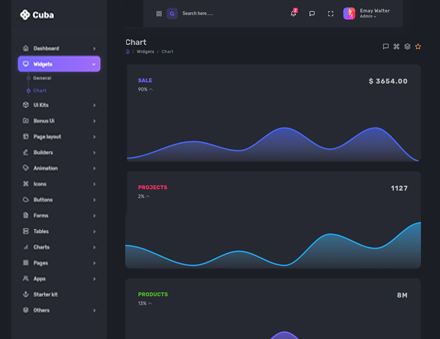 Cuba
Search here.....
Emay Walter
Admin
Dashboard
Widgets
General
Chart
Ui Kits
Bonus Ui
Page layout
Builders
Animation
Icons
Buttons
Forms
Tables
Charts
Pages
Apps
Starter kit
Others
Chart
Widgets / Chart
SALE
90%
$ 3654.00
PROJECTS
2%
1127
PRODUCTS
13%
8M